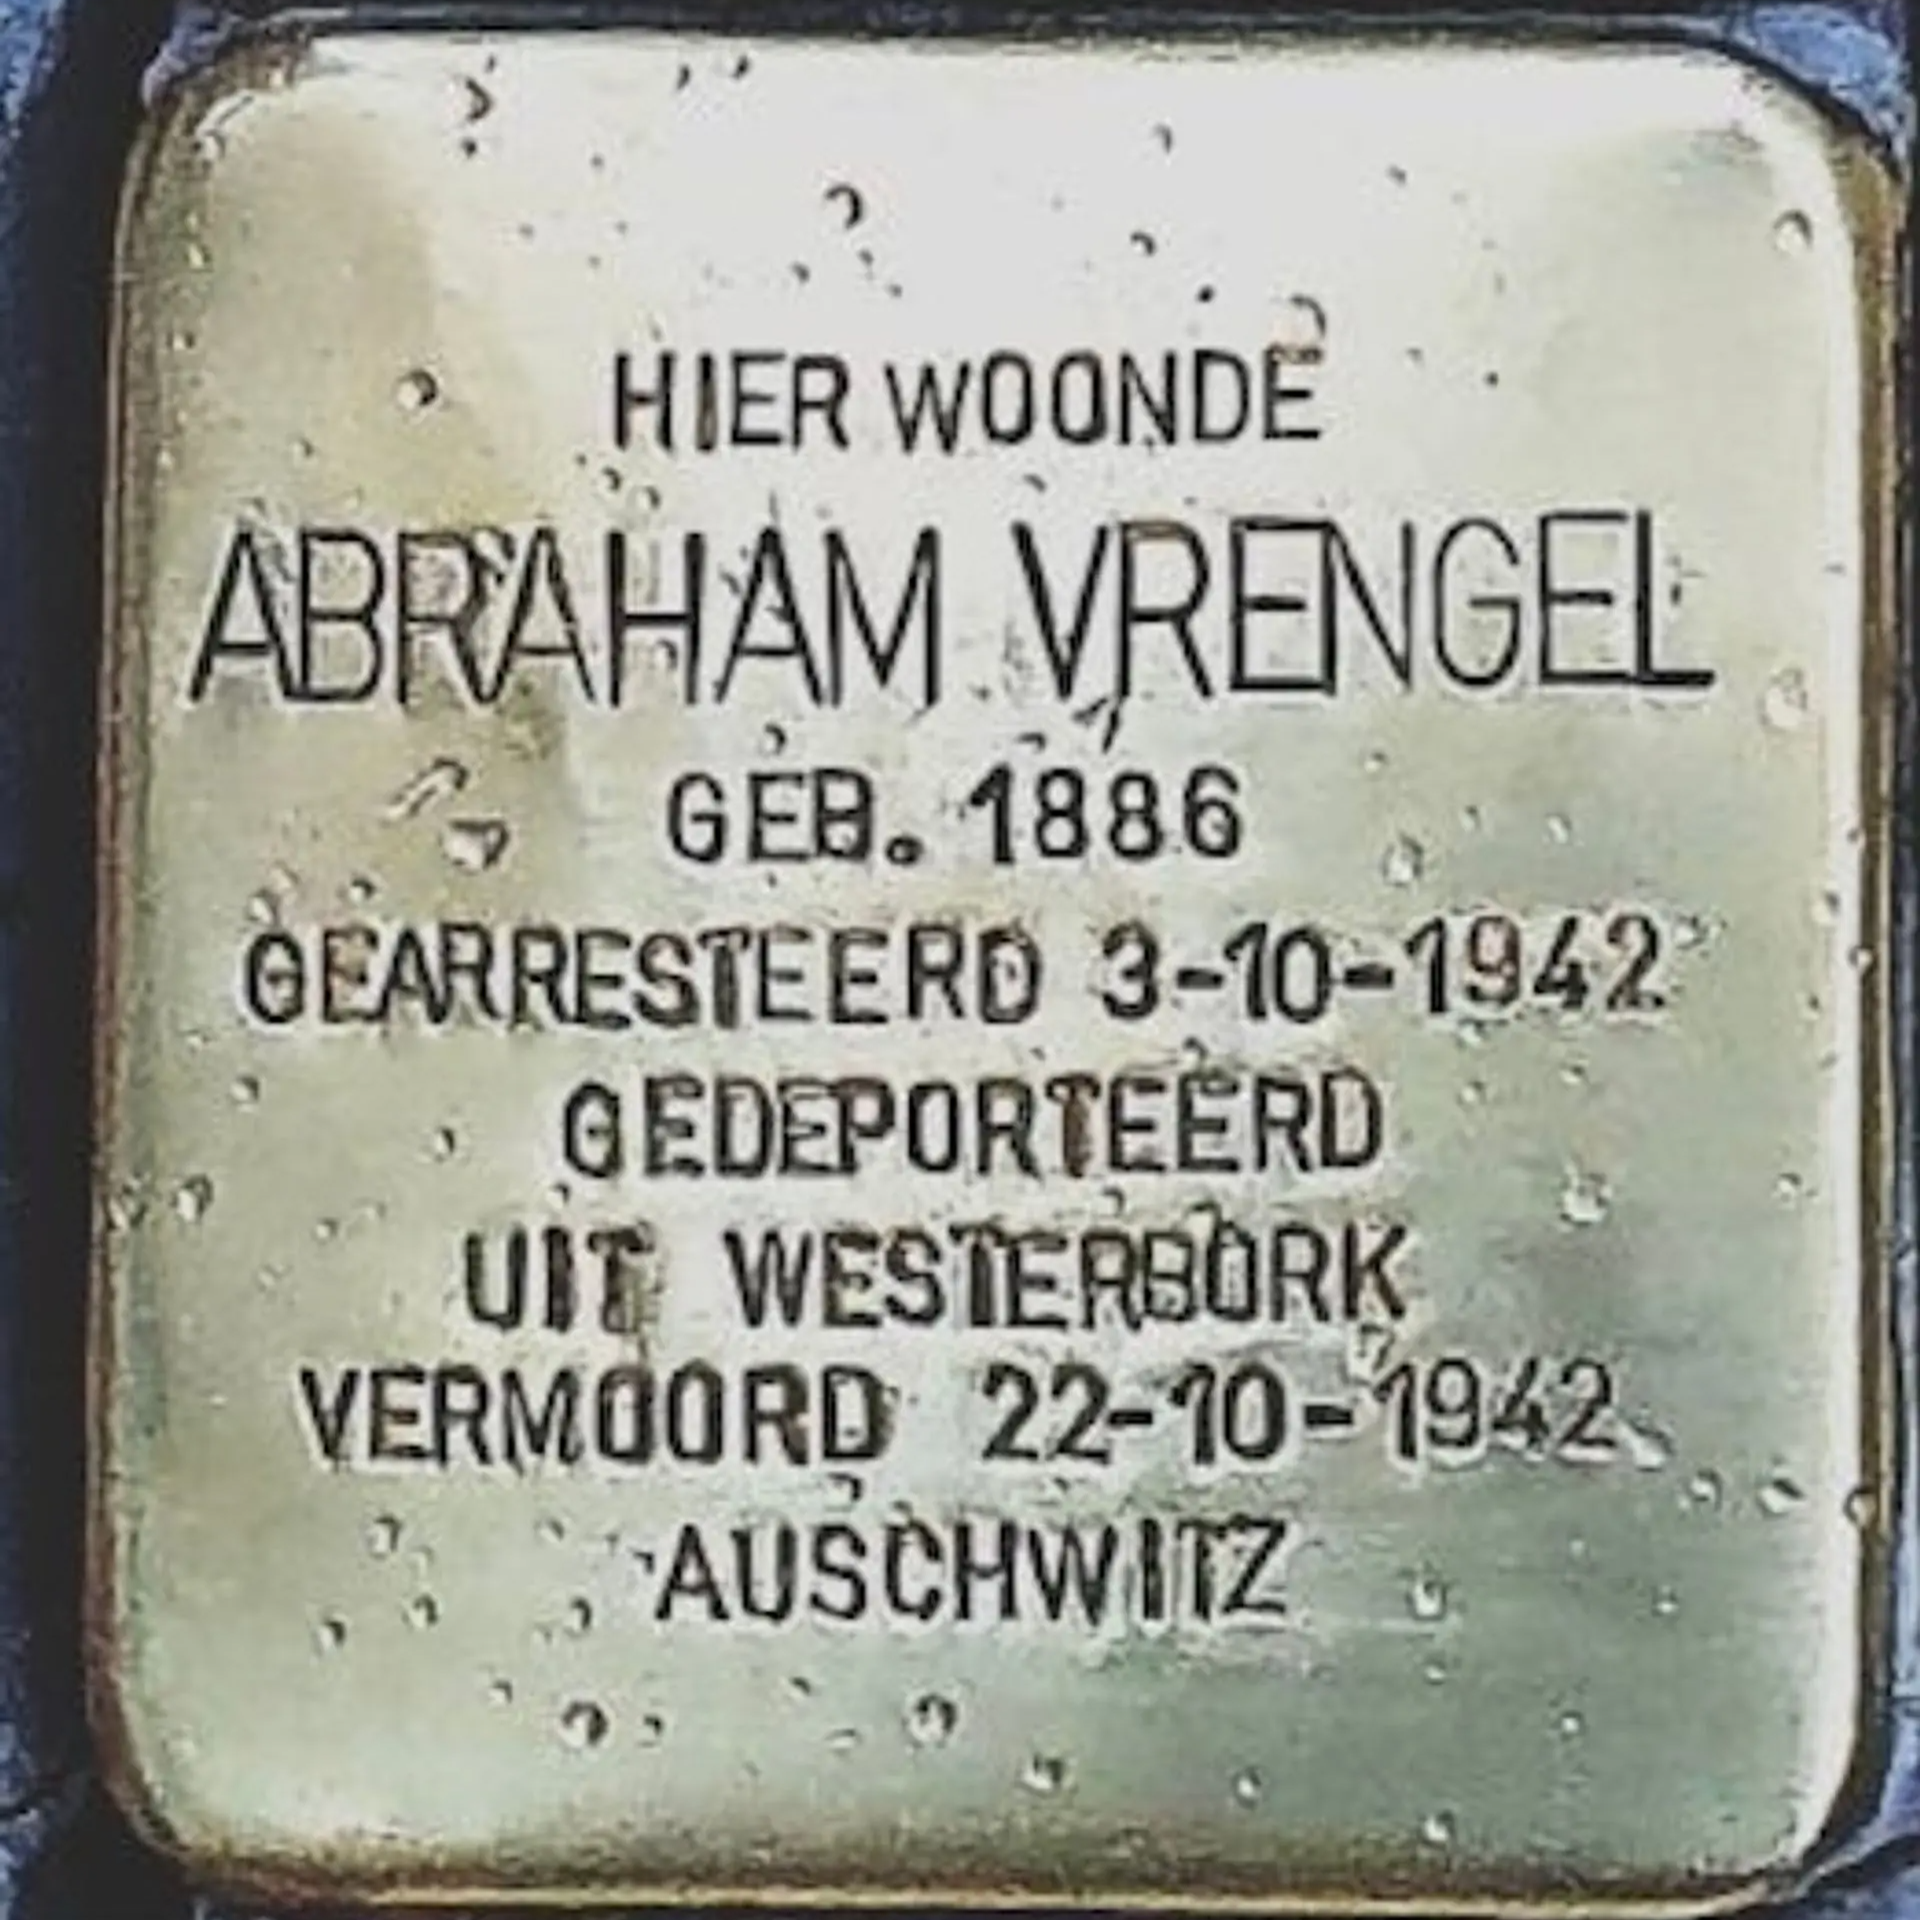 HIER WOONDE
ABRAHAM VRENGEL
GEB. 1886
GEARRESTEERD 3-10-1942
GEDEPORTEERD
UIT WESTERBORK
VERMOORD 22-10-1942
AUSCHWITZ